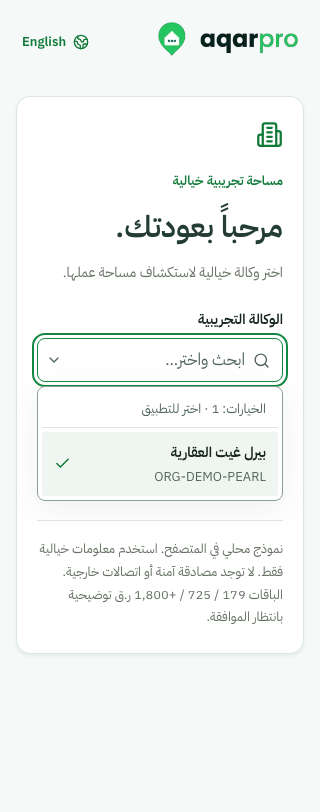 aqarpro
English
مساحة تجريبية خيالية
مرحباً بعودتك.
اختر وكالة خيالية لاستكشاف مساحة عملها.
الوكالة التجريبية
ابحث واختر...
الخيارات: 1 · اختر للتطبيق
بيرل غيت العقارية
ORG-DEMO-PEARL
نموذج محلي في المتصفح. استخدم معلومات خيالية
فقط. لا توجد مصادقة آمنة أو اتصالات خارجية.
الباقات 179 / 725 / +1,800 ر.ق توضيحية
بانتظار الموافقة.